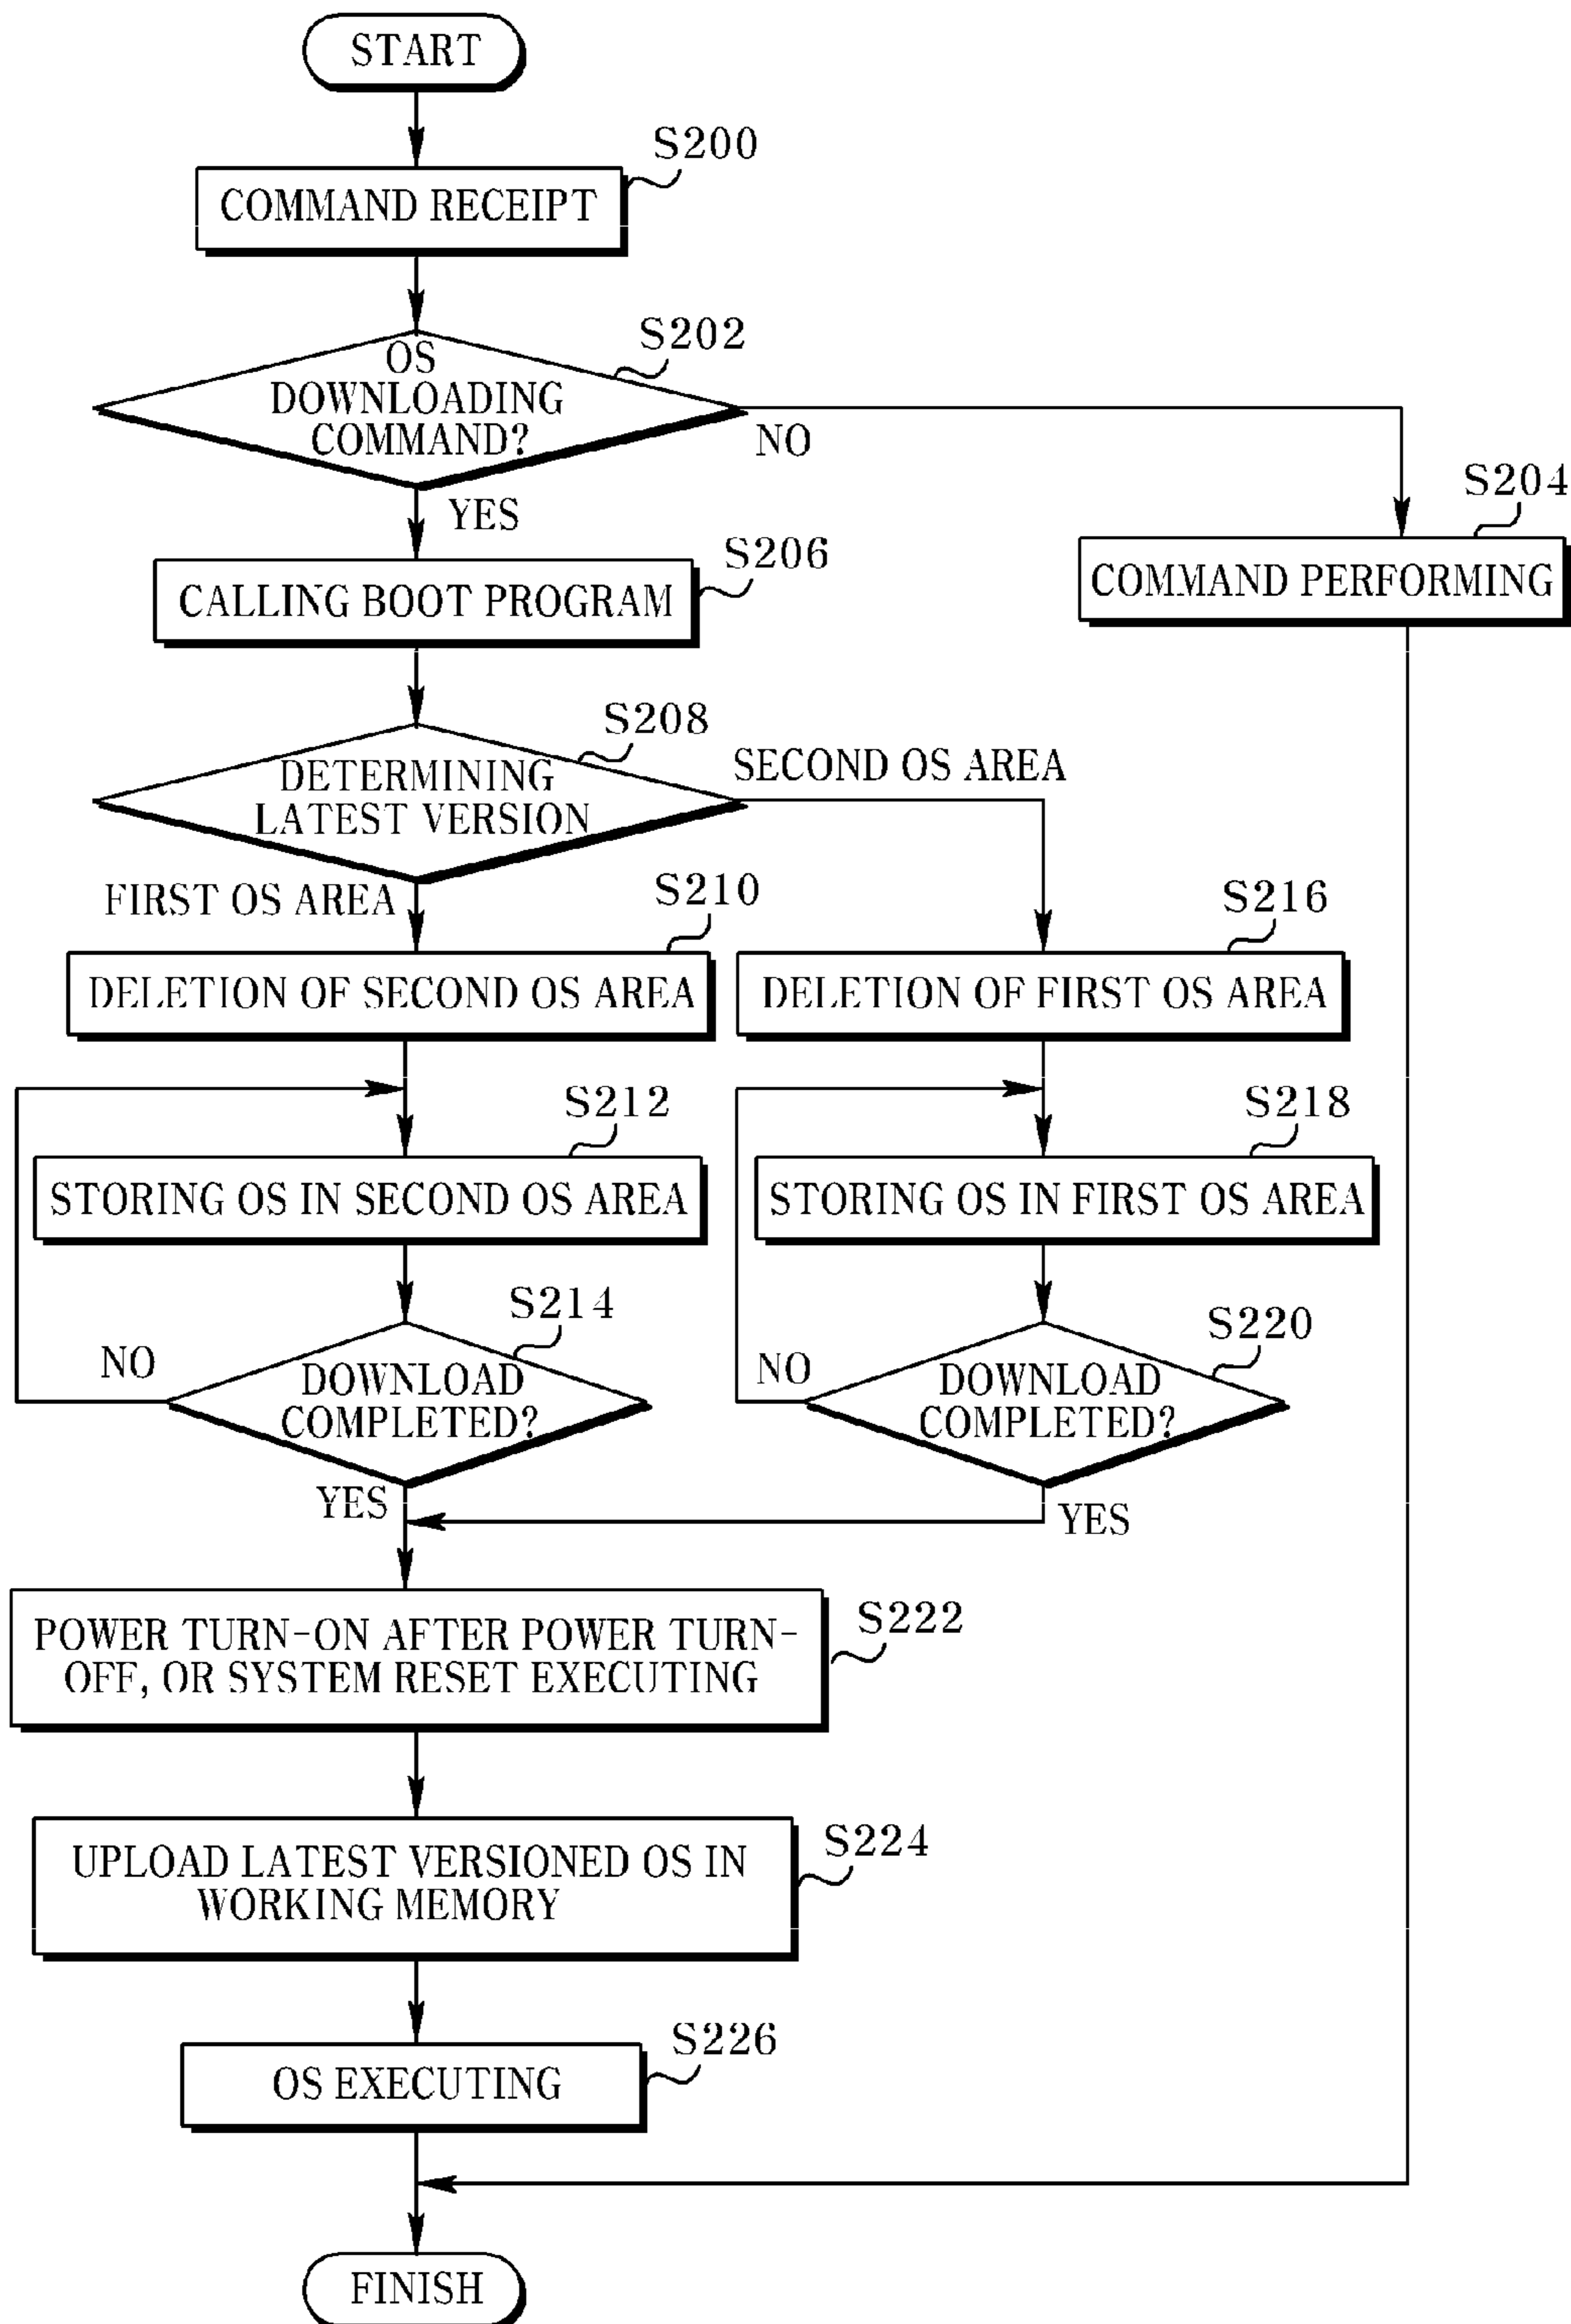 START
S200
COMMAND RECEIPT
S202
OS
DOWNLOADING
COMMAND?
NO
YES
S204
COMMAND PERFORMING
S206
CALLING BOOT PROGRAM
S208
DETERMINING
LATEST VERSION
SECOND OS AREA
FIRST OS AREA
S210
DELETION OF SECOND OS AREA
S216
DELETION OF FIRST OS AREA
S212
STORING OS IN SECOND OS AREA
S218
STORING OS IN FIRST OS AREA
S214
DOWNLOAD
COMPLETED?
NO
YES
S220
DOWNLOAD
COMPLETED?
NO
YES
S222
POWER TURN-ON AFTER POWER TURN-
OFF, OR SYSTEM RESET EXECUTING
S224
UPLOAD LATEST VERSIONED OS IN
WORKING MEMORY
S226
OS EXECUTING
FINISH